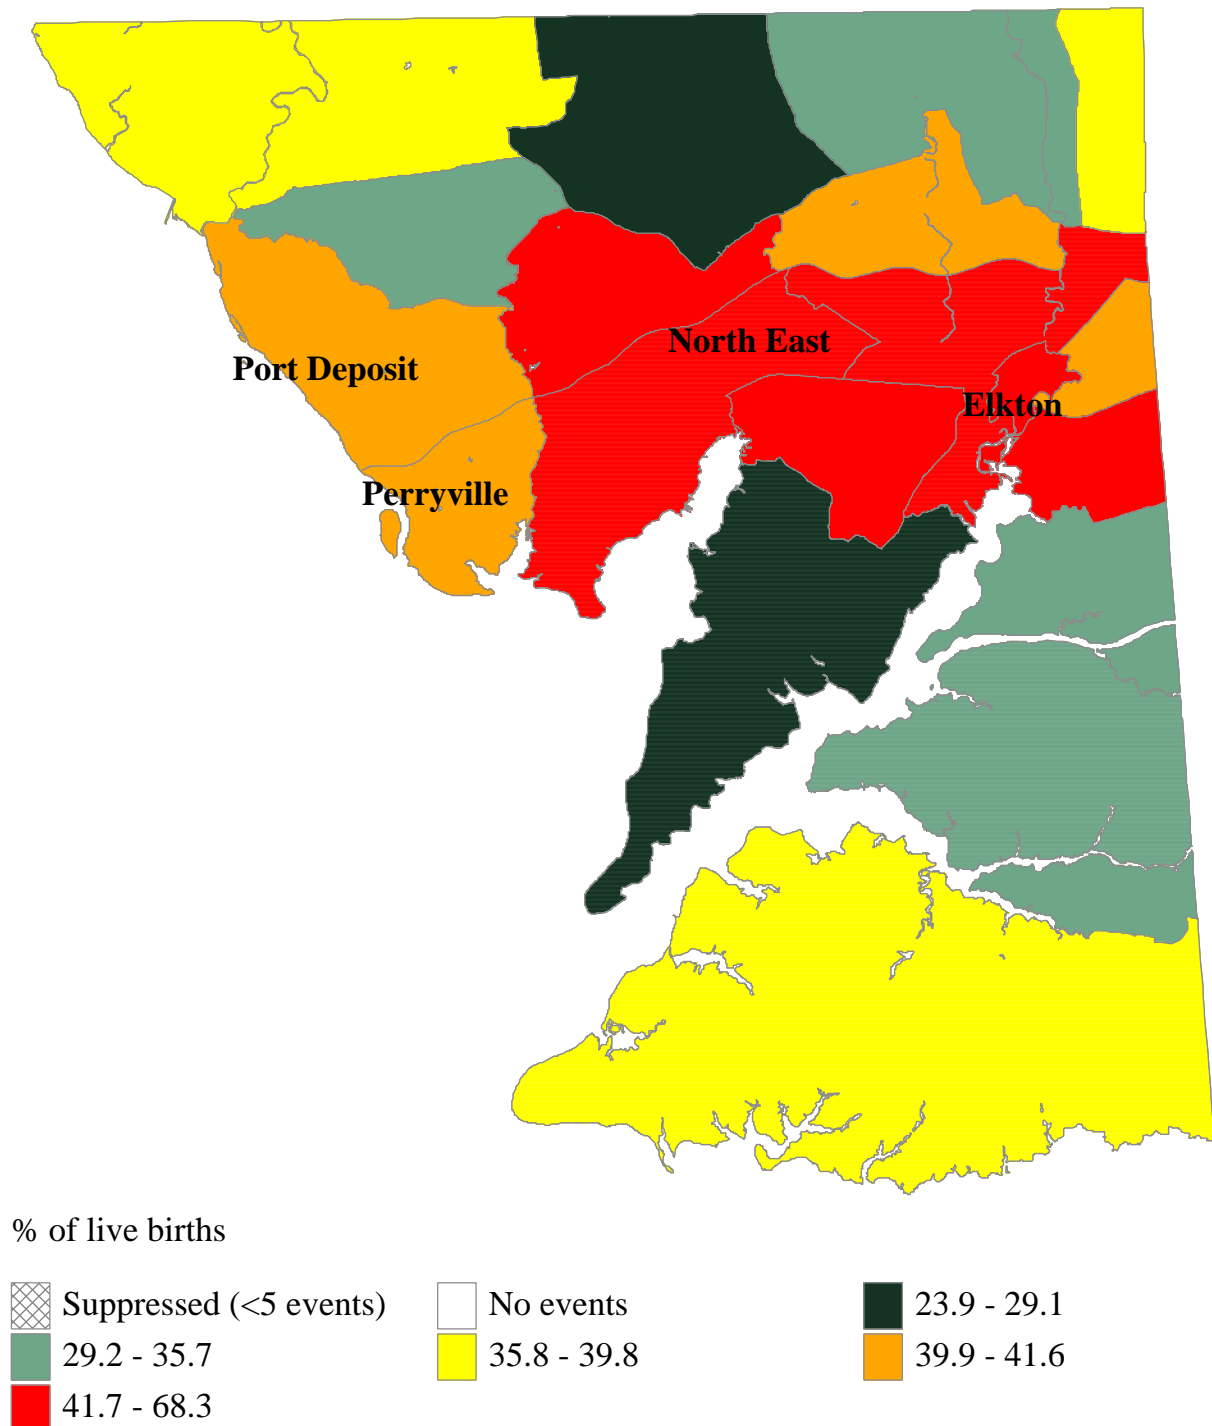 North East
Port Deposit
Elkton
Perryville
% of live births
Suppressed (<5 events)
No events
23.9 - 29.1
29.2 - 35.7
35.8 - 39.8
39.9 - 41.6
41.7 - 68.3